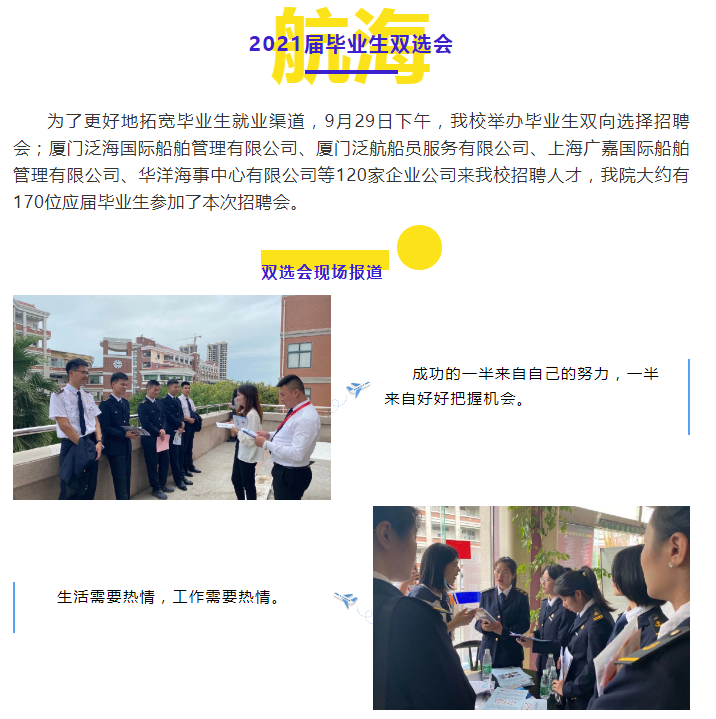 航海
2021届毕业生双选会
为了更好地拓宽毕业生就业渠道，9月29日下午，我校举办毕业生双向选择招聘
会；厦门泛海国际船舶管理有限公司、厦门泛航船员服务有限公司、上海广嘉国际船舶
管理有限公司、华洋海事中心有限公司等120家企业公司来我校招聘人才，我院大约有
170位应届毕业生参加了本次招聘会。
双选会现场报道
成功的一半来自自己的努力，一半
来自好好把握机会。
生活需要热情，工作需要热情。